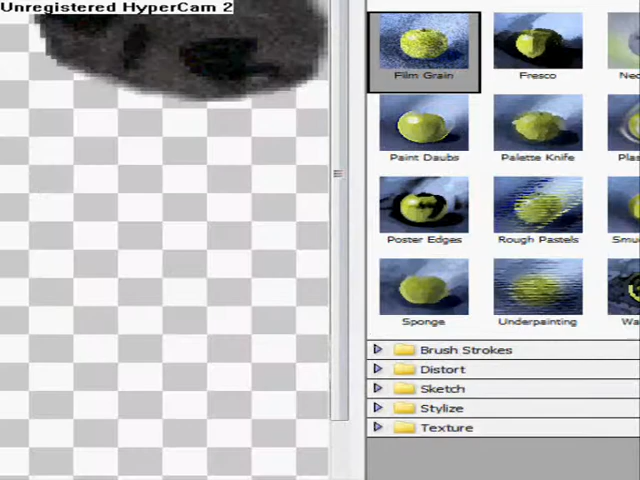 Unregistered HyperCam 2
Film Grain
Fresco
Paint Daubs
Palette Knife
Poster Edges
Rough Pastels
Sponge
Underpainting
Brush Strokes
Distort
Sketch
Stylize
Texture